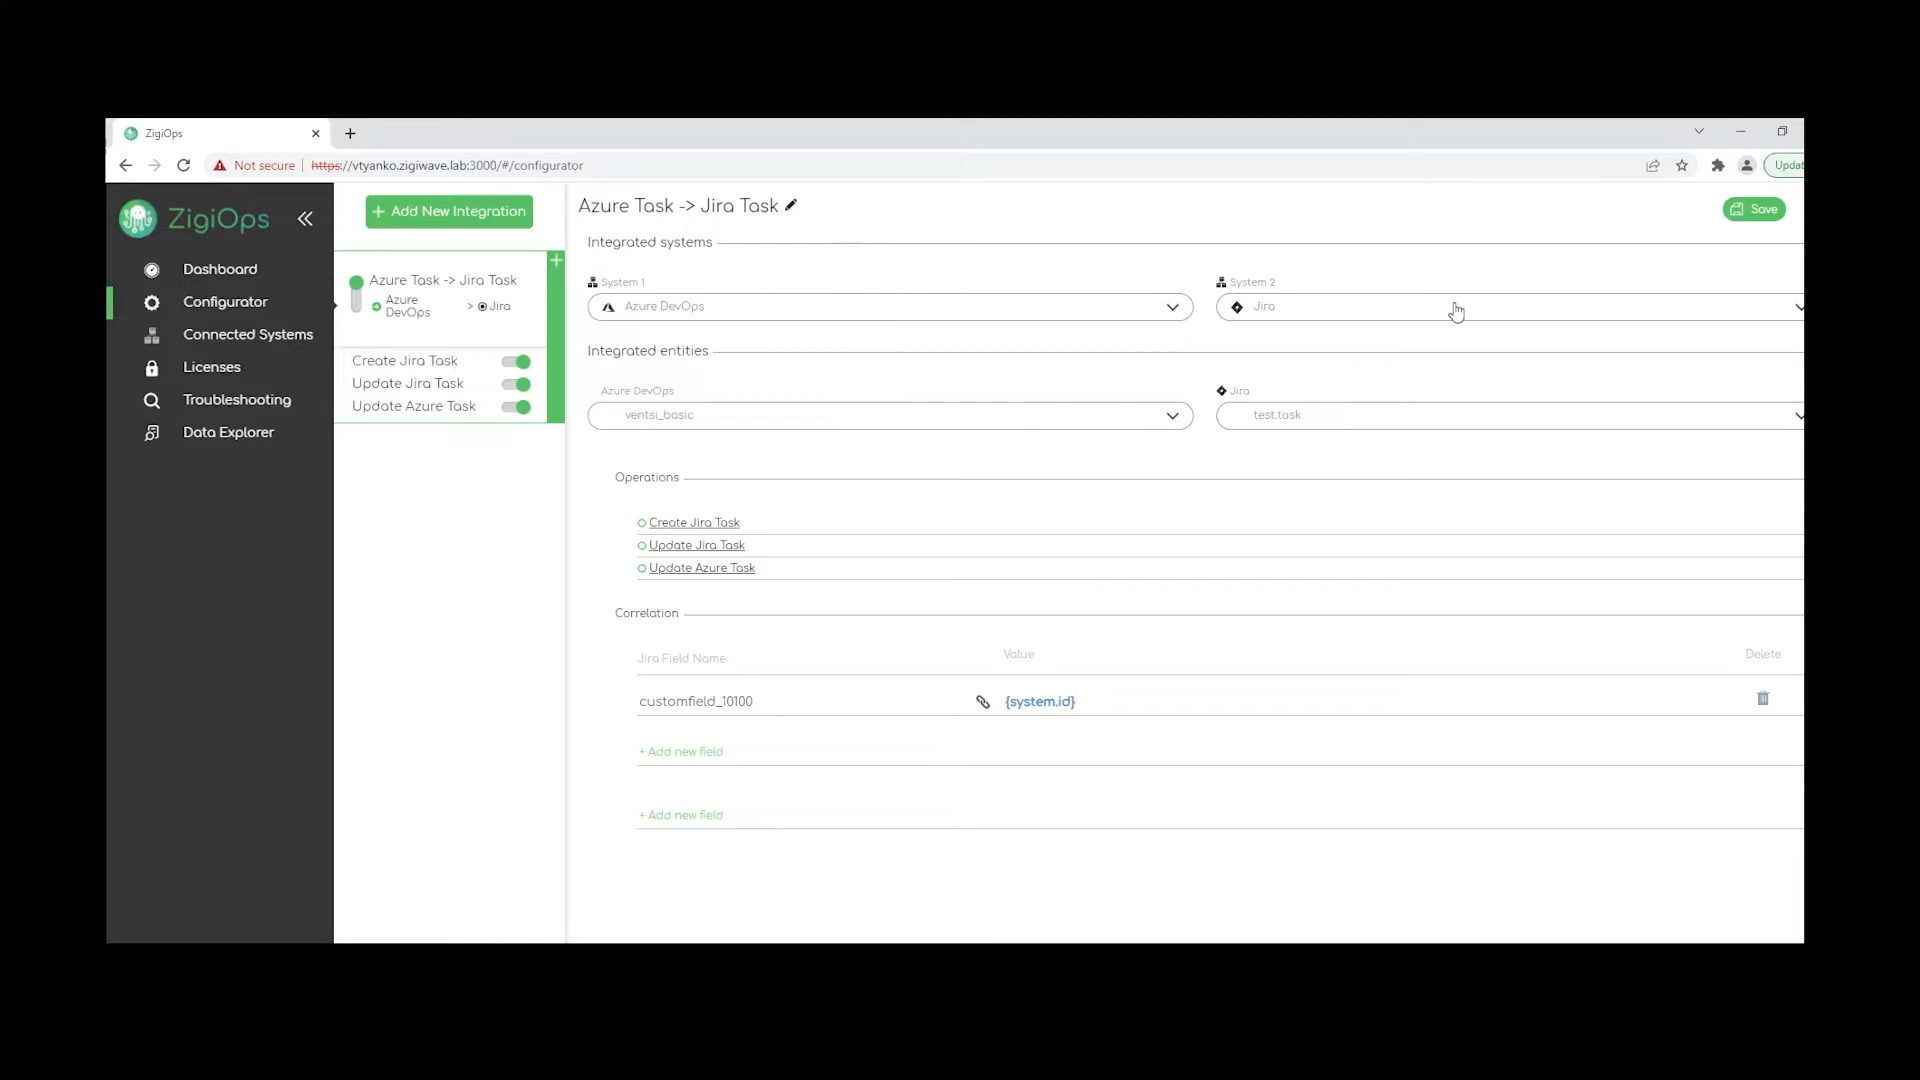 ZigiOps
Not secure
https://vtyanko.zigiwave.lab:3000/#/configurator
Updat
ZigiOps
Dashboard
Configurator
Connected Systems
Licenses
Troubleshooting
Data Explorer
+ Add New Integration
Azure Task -> Jira Task
Azure
DevOps
> Jira
Create Jira Task
Update Jira Task
Update Azure Task
Azure Task -> Jira Task
Save
Integrated systems
System 1
System 2
Azure DevOps
Jira
Integrated entities
Azure DevOps
Jira
ventsi_basic
test.task
Operations
Create Jira Task
Update Jira Task
Update Azure Task
Correlation
Jira Field Name
Value
Delete
customfield_10100
{system.id}
+ Add new field
+ Add new field